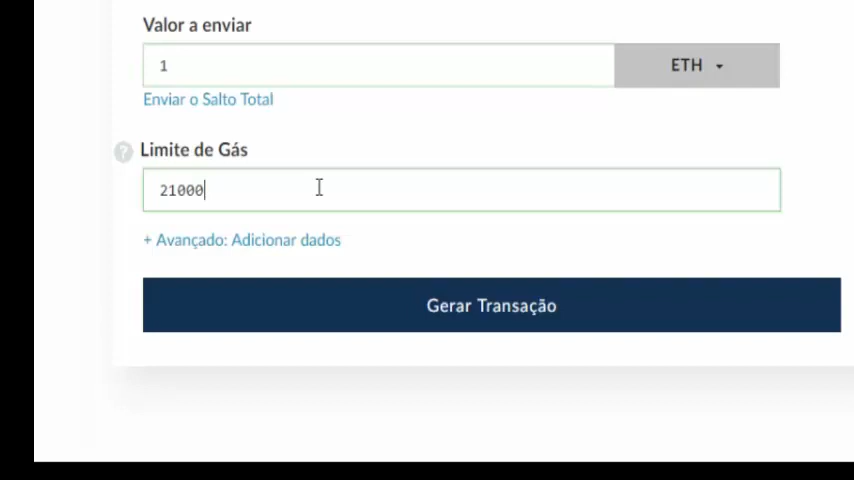 Valor a enviar
1
ETH
Enviar o Salto Total
? Limite de Gás
21000
+ Avançado: Adicionar dados
Gerar Transação